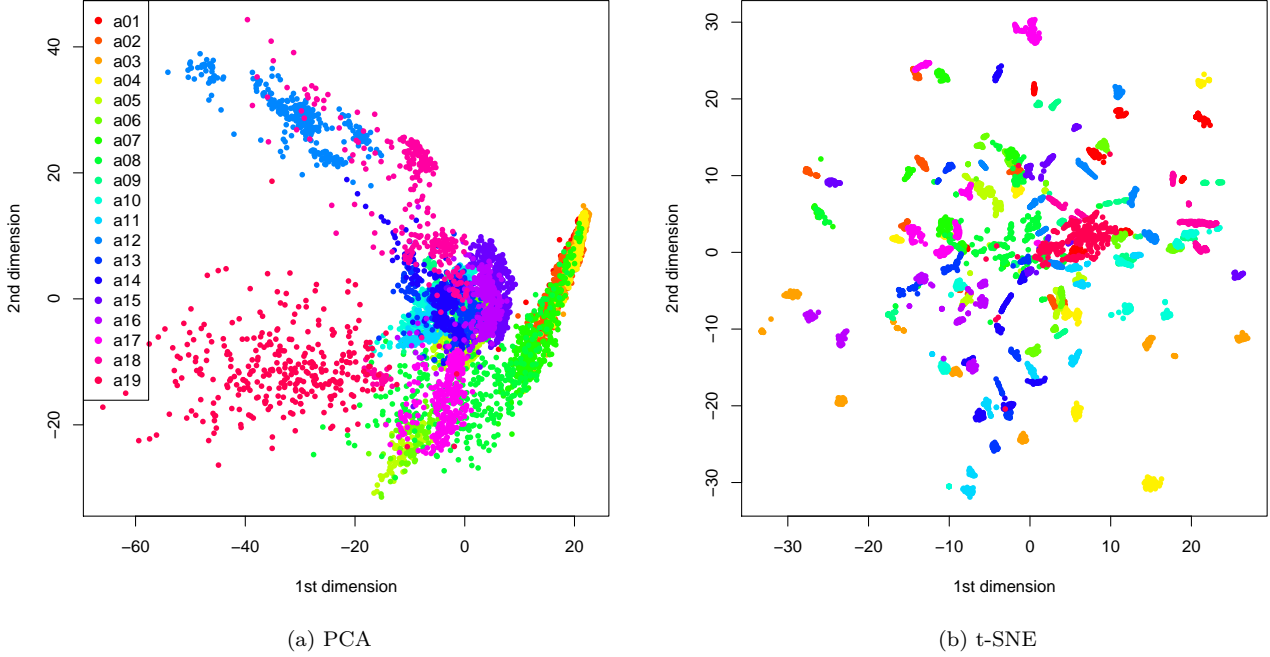 a01
a02
a03
a04
a05
a06
a07
a08
a09
a10
a11
a12
a13
a14
a15
a16
a17
a18
a19
40
20
0
−20
2nd dimension
−60 −40 −20 0 20
1st dimension
(a) PCA
30
20
10
0
−10
−20
−30
2nd dimension
−30 −20 −10 0 10 20
1st dimension
(b) t-SNE